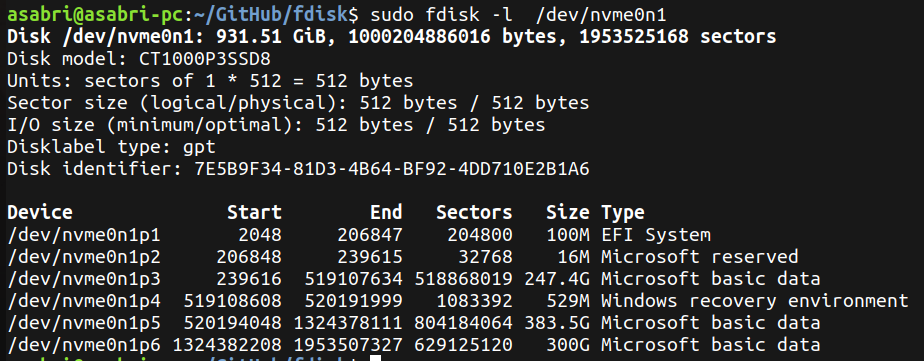 asabri@asabri-pc:~/GitHub/fdisk$ sudo fdisk -l  /dev/nvme0n1
Disk /dev/nvme0n1: 931.51 GiB, 1000204886016 bytes, 1953525168 sectors
Disk model: CT1000P3SSD8
Units: sectors of 1 * 512 = 512 bytes
Sector size (logical/physical): 512 bytes / 512 bytes
I/O size (minimum/optimal): 512 bytes / 512 bytes
Disklabel type: gpt
Disk identifier: 7E5B9F34-81D3-4B64-BF92-4DD710E2B1A6

Device              Start        End   Sectors   Size Type
/dev/nvme0n1p1       2048     206847    204800   100M EFI System
/dev/nvme0n1p2     206848     239615     32768    16M Microsoft reserved
/dev/nvme0n1p3     239616  519107634 518868019 247.4G Microsoft basic data
/dev/nvme0n1p4  519108608  520191999   1083392   529M Windows recovery environment
/dev/nvme0n1p5  520194048 1324378111 804184064 383.5G Microsoft basic data
/dev/nvme0n1p6 1324382208 1953507327 629125120   300G Microsoft basic data
asabri@asabri-pc:~/GitHub/fdisk$